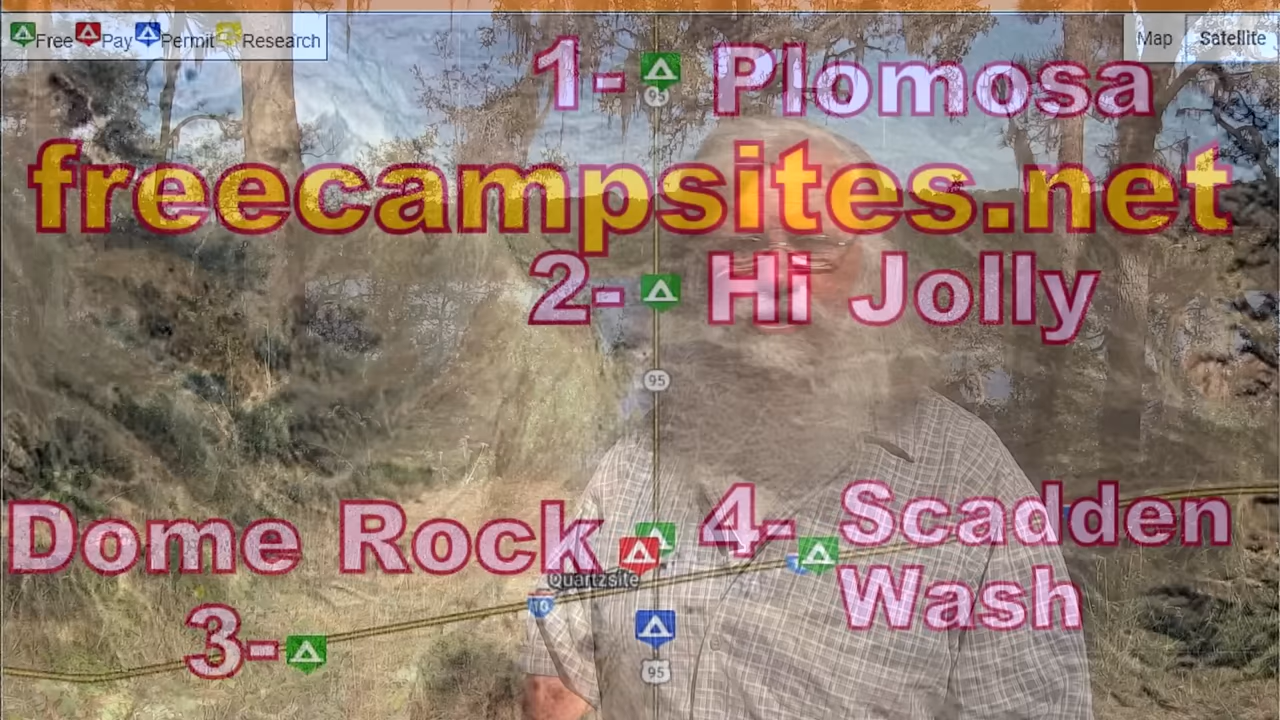 Free Pay Permit Research
Map Satellite
1- Plomosa
95
freecampsites.net
2- Hi Jolly
95
Dome Rock
4- Scadden
Wash
Quartzsite
10
3-
95